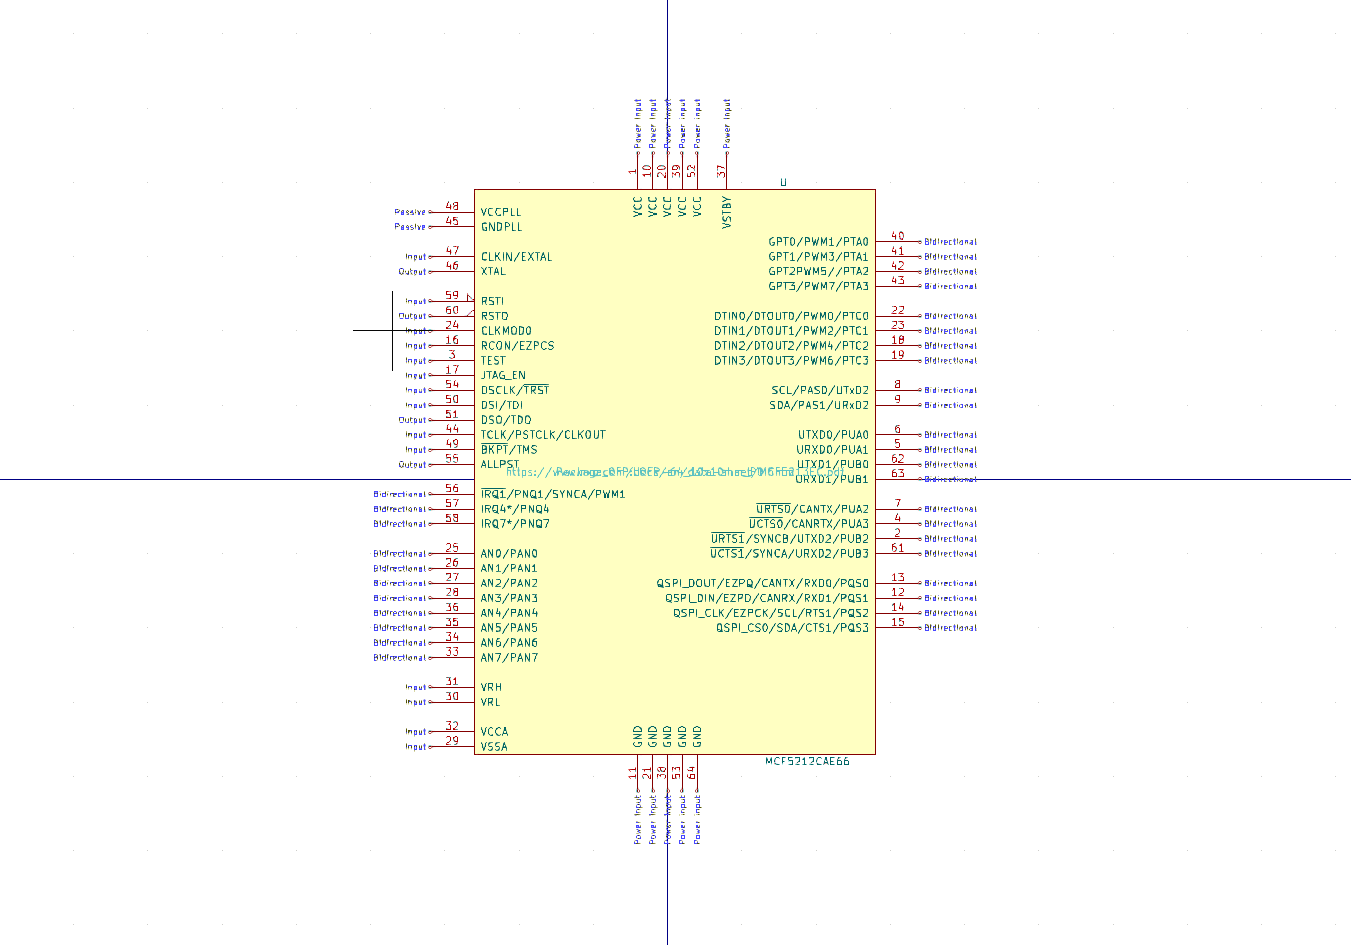 Power Input Power Input Power Input Power Input Power Input Power Input
1 10 20 39 52 37
U
VCC VCC VCC VCC VCC VSTBY
Passive 48 VCCPLL
Passive 45 GNDPLL
GPT0/PWM1/PTA0 40 Bidirectional
Input 47 CLKIN/EXTAL GPT1/PWM3/PTA1 41 Bidirectional
Output 46 XTAL GPT2PWM5//PTA2 42 Bidirectional
GPT3/PWM7/PTA3 43 Bidirectional
Input 59 RSTI
Output 60 RSTO DTIN0/DTOUT0/PWM0/PTC0 22 Bidirectional
Input 24 CLKMOD0 DTIN1/DTOUT1/PWM2/PTC1 23 Bidirectional
Input 16 RCON/EZPCS DTIN2/DTOUT2/PWM4/PTC2 18 Bidirectional
Input 3 TEST DTIN3/DTOUT3/PWM6/PTC3 19 Bidirectional
Input 17 JTAG_EN
Input 54 DSCLK/TRST SCL/PASD/UTxD2 8 Bidirectional
Input 50 DSI/TDI SDA/PAS1/URxD2 9 Bidirectional
Output 51 DSO/TDO
Input 44 TCLK/PSTCLK/CLKOUT UTXD0/PUA0 6 Bidirectional
Input 49 BKPT/TMS URXD0/PUA1 5 Bidirectional
Output 55 ALLPST UTXD1/PUB0 62 Bidirectional
URXD1/PUB1 63 Bidirectional
Bidirectional 56 IRQ1/PNQ1/SYNCA/PWM1
Bidirectional 57 IRQ4*/PNQ4 URTS0/CANTX/PUA2 7 Bidirectional
Bidirectional 58 IRQ7*/PNQ7 UCTS0/CANRTX/PUA3 4 Bidirectional
URTS1/SYNCB/UTXD2/PUB2 2 Bidirectional
Bidirectional 25 AN0/PAN0 UCTS1/SYNCA/URXD2/PUB3 61 Bidirectional
Bidirectional 26 AN1/PAN1
Bidirectional 27 AN2/PAN2 QSPI_DOUT/EZPQ/CANTX/RXD0/PQS0 13 Bidirectional
Bidirectional 28 AN3/PAN3 QSPI_DIN/EZPD/CANRX/RXD1/PQS1 12 Bidirectional
Bidirectional 36 AN4/PAN4 QSPI_CLK/EZPCK/SCL/RTS1/PQS2 14 Bidirectional
Bidirectional 35 AN5/PAN5 QSPI_CS0/SDA/CTS1/PQS3 15 Bidirectional
Bidirectional 34 AN6/PAN6
Bidirectional 33 AN7/PAN7
Input 31 VRH
Input 30 VRL
Input 32 VCCA
Input 29 VSSA
GND GND GND GND GND
MCF5212CAE66
11 21 38 53 64
Power Input Power Input Power Input Power Input Power Input